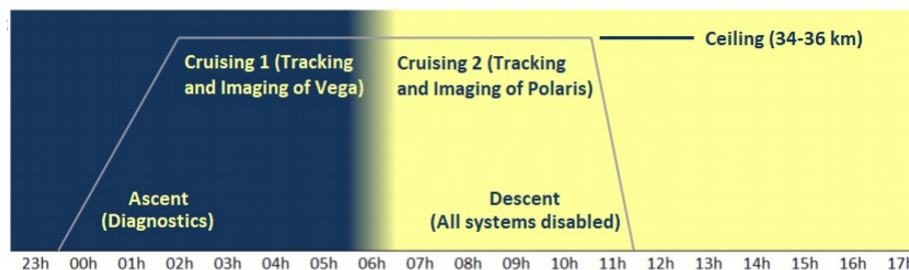 Ceiling (34-36 km)
Cruising 1 (Tracking
and Imaging of Vega)
Cruising 2 (Tracking
and Imaging of Polaris)
Ascent
(Diagnostics)
Descent
(All systems disabled)
23h 00h 01h 02h 03h 04h 05h 06h 07h 08h 09h 10h 11h 12h 13h 14h 15h 16h 17h